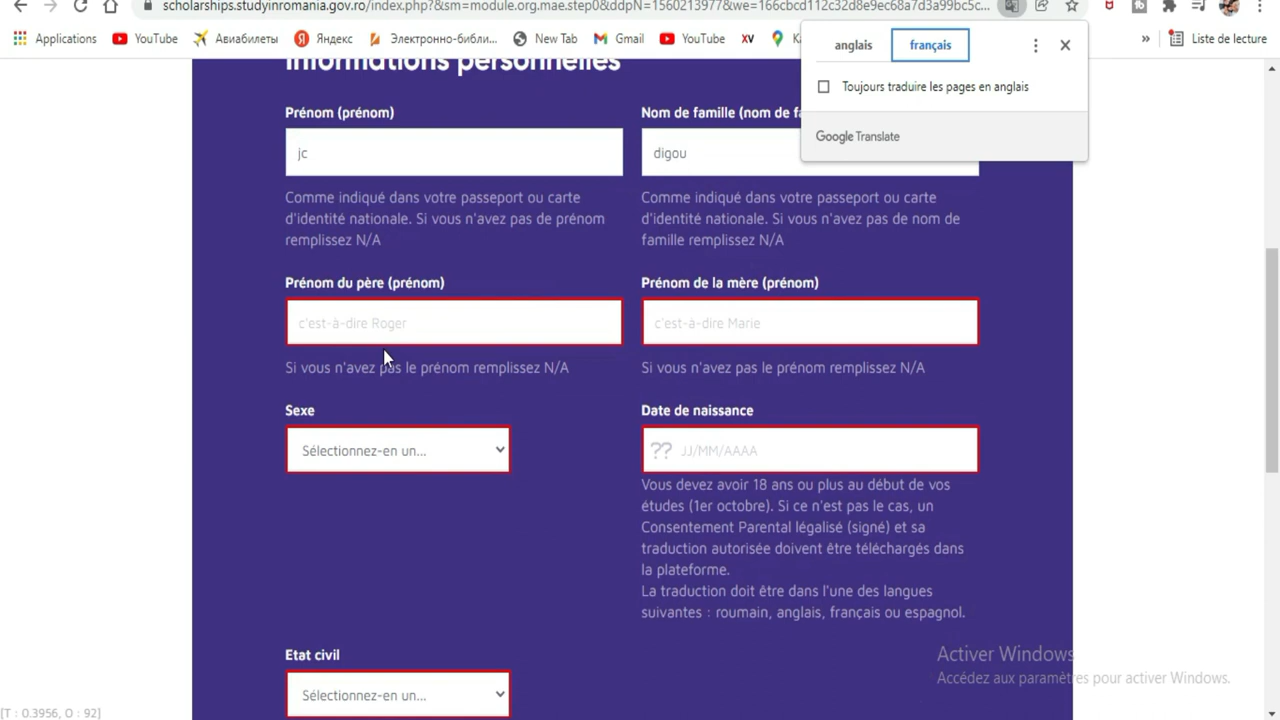 scholarships.studyinromania.gov.ro/index.php?&sm=module.org.mae.step0&ddpN=1560213977&we=166cbcd112c32d8e9ec68a7d3a99bc5c...
Applications
YouTube
Авиабилеты
Яндекс
Электронно-библи...
New Tab
Gmail
YouTube
XV
»
Liste de lecture
anglais
français
Toujours traduire les pages en anglais
Google Translate
Informations personnelles
Prénom (prénom)
Nom de famille (nom de fa
jc
digou
Comme indiqué dans votre passeport ou carte
d'identité nationale. Si vous n'avez pas de prénom
remplissez N/A
Comme indiqué dans votre passeport ou carte
d'identité nationale. Si vous n'avez pas de nom de
famille remplissez N/A
Prénom du père (prénom)
Prénom de la mère (prénom)
c'est-à-dire Roger
c'est-à-dire Marie
Si vous n'avez pas le prénom remplissez N/A
Si vous n'avez pas le prénom remplissez N/A
Sexe
Date de naissance
Sélectionnez-en un...
?? JJ/MM/AAAA
Vous devez avoir 18 ans ou plus au début de vos
études (1er octobre). Si ce n'est pas le cas, un
Consentement Parental légalisé (signé) et sa
traduction autorisée doivent être téléchargés dans
la plateforme.
La traduction doit être dans l'une des langues
suivantes : roumain, anglais, français ou espagnol.
Etat civil
Sélectionnez-en un...
Activer Windows
Accédez aux paramètres pour activer Windows.
[T : 0.3956, O : 92]